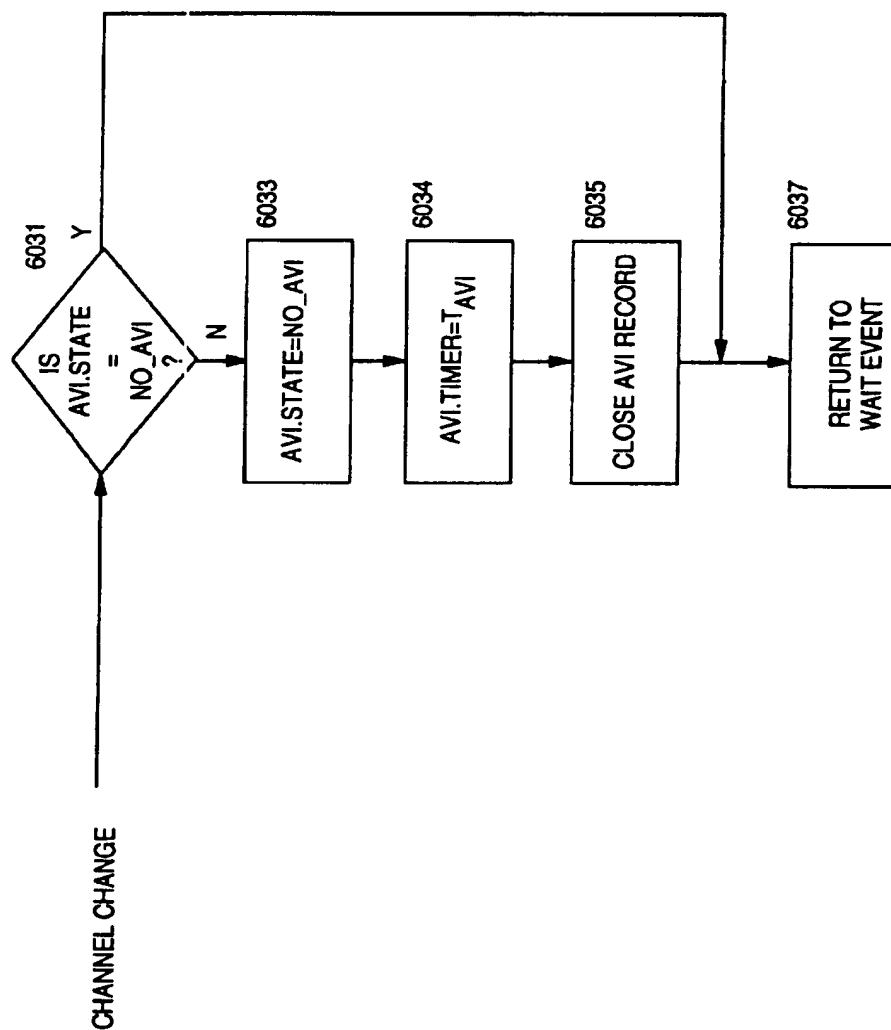 CHANNEL CHANGE
6031
IS
AVI.STATE
=
NO_AVI
?
Y
N
6033
AVI.STATE=NO_AVI
6034
AVI.TIMER=TAVI
6035
CLOSE AVI RECORD
6037
RETURN TO
WAIT EVENT